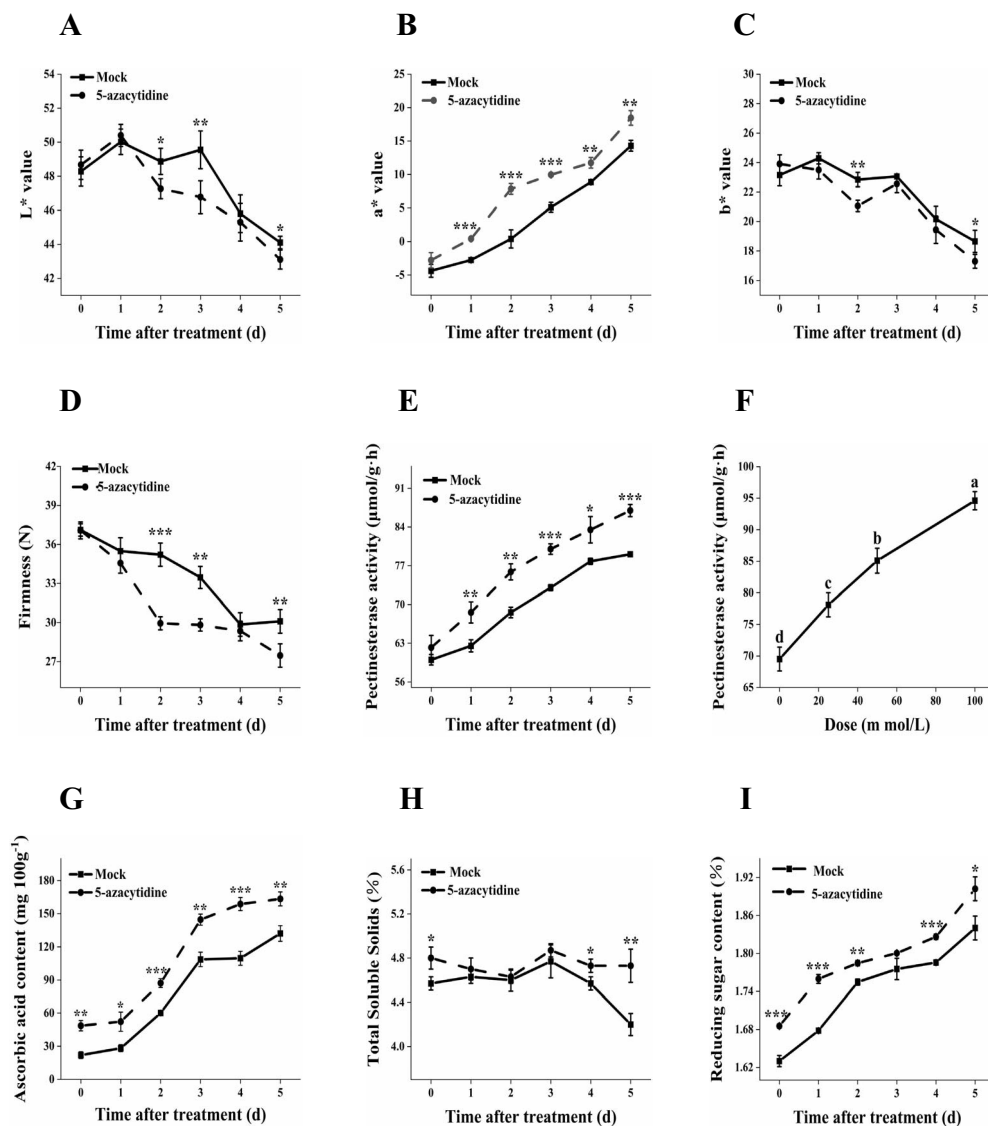 A
L* value
Mock
5-azacytidine
54
52
50
48
46
44
42
*
**
*
0 1 2 3 4 5
Time after treatment (d)
B
a* value
Mock
5-azacytidine
25
20
15
10
5
0
-5
***
***
***
**
**
0 1 2 3 4 5
Time after treatment (d)
C
b* value
Mock
5-azacytidine
28
26
24
22
20
18
16
**
*
0 1 2 3 4 5
Time after treatment (d)
D
Firmness (N)
Mock
5-azacytidine
42
39
36
33
30
27
***
**
**
0 1 2 3 4 5
Time after treatment (d)
E
Pectinesterase activity (μmol/g·h)
Mock
5-azacytidine
91
84
77
70
63
56
**
**
***
*
***
0 1 2 3 4 5
Time after treatment (d)
F
Pectinesterase activity (μmol/g·h)
100
95
90
85
80
75
70
65
d
c
b
a
0 20 40 60 80 100
Dose (m mol/L)
G
Ascorbic acid content (mg 100g-1)
Mock
5-azacytidine
180
150
120
90
60
30
0
**
*
***
**
***
**
0 1 2 3 4 5
Time after treatment (d)
H
Total Soluble Solids (%)
Mock
5-azacytidine
5.6
5.2
4.8
4.4
4.0
*
*
**
0 1 2 3 4 5
Time after treatment (d)
I
Reducing sugar content (%)
Mock
5-azacytidine
1.92
1.86
1.80
1.74
1.68
1.62
***
***
**
***
*
0 1 2 3 4 5
Time after treatment (d)